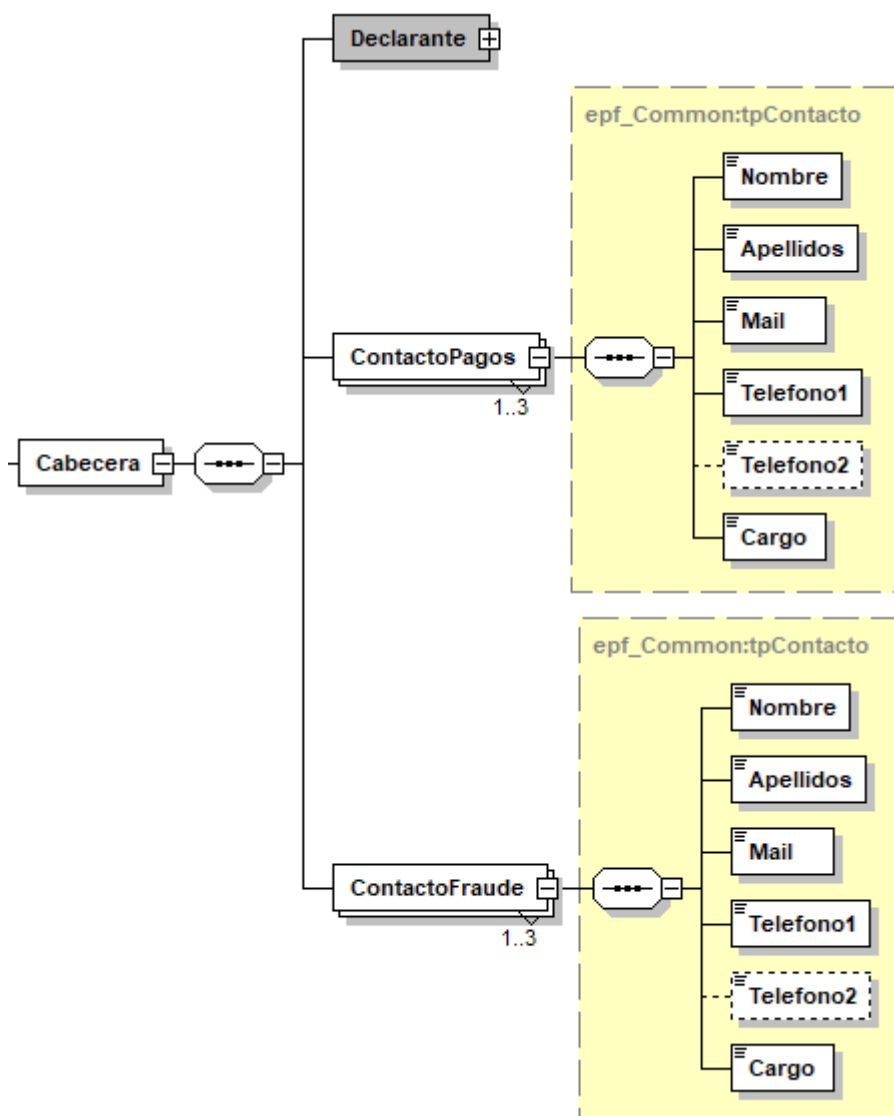 Declarante
epf_Common:tpContacto
Nombre
Apellidos
Mail
ContactoPagos
1..3
Telefono1
Cabecera
Telefono2
Cargo
epf_Common:tpContacto
Nombre
Apellidos
Mail
ContactoFraude
1..3
Telefono1
Telefono2
Cargo